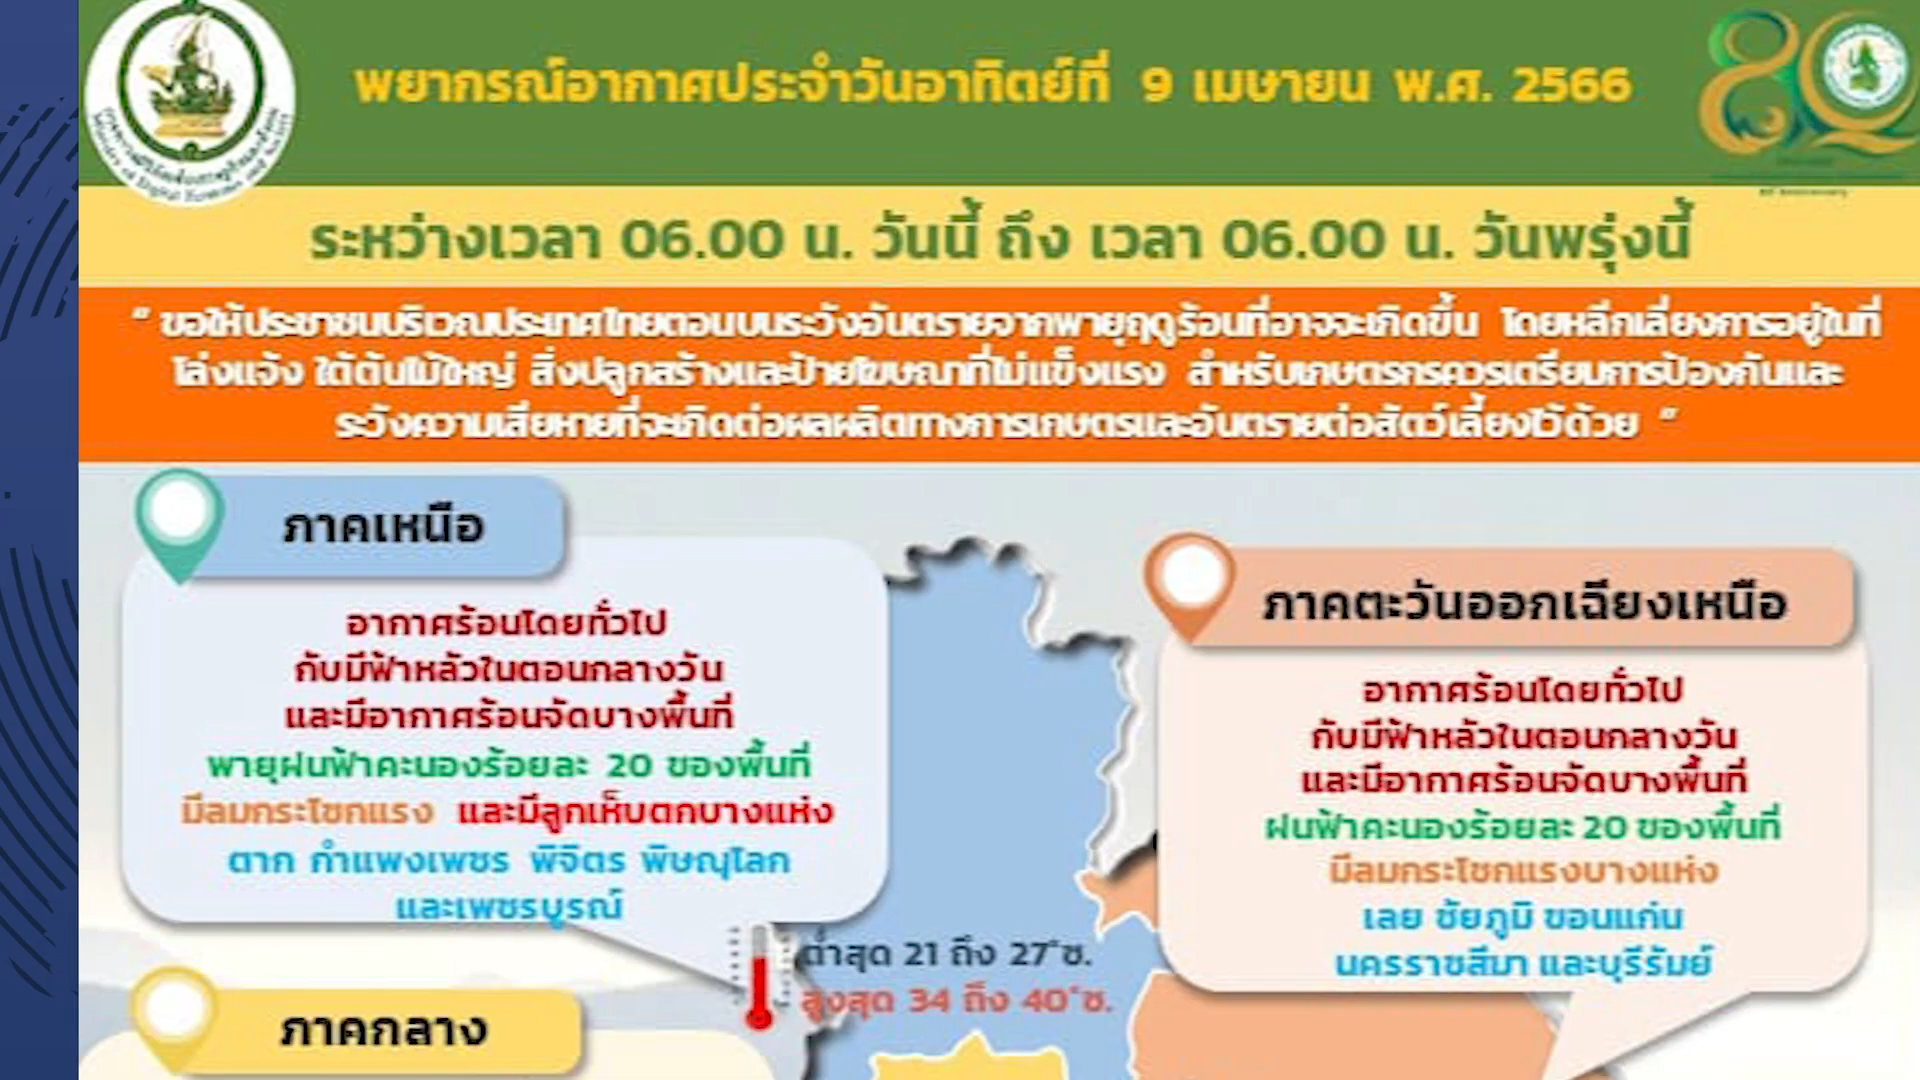 พยากรณ์อากาศประจำวันอาทิตย์ที่ 9 เมษายน พ.ศ. 2566
ระหว่างเวลา 06.00 น. วันนี้ ถึง เวลา 06.00 น. วันพรุ่งนี้
" ขอให้ประชาชนบริเวณประเทศไทยตอนบนระวังอันตรายจากพายุฤดูร้อนที่อาจจะเกิดขึ้น โดยหลีกเลี่ยงการอยู่ในที่
โล่งแจ้ง ใต้ต้นไม้ใหญ่ สิ่งปลูกสร้างและป้ายโฆษณาที่ไม่แข็งแรง สำหรับเกษตรกรควรเตรียมการป้องกันและ
ระวังความเสียหายที่จะเกิดต่อผลผลิตทางการเกษตรและอันตรายต่อสัตว์เลี้ยงไว้ด้วย "
ภาคเหนือ
อากาศร้อนโดยทั่วไป
กับมีฟ้าหลัวในตอนกลางวัน
และมีอากาศร้อนจัดบางพื้นที่
พายุฝนฟ้าคะนองร้อยละ 20 ของพื้นที่
มีลมกระโชกแรง และมีลูกเห็บตกบางแห่ง
ตาก กำแพงเพชร พิจิตร พิษณุโลก
และเพชรบูรณ์
ต่ำสุด 21 ถึง 27°ซ.
สูงสุด 34 ถึง 40°ซ.
ภาคตะวันออกเฉียงเหนือ
อากาศร้อนโดยทั่วไป
กับมีฟ้าหลัวในตอนกลางวัน
และมีอากาศร้อนจัดบางพื้นที่
ฝนฟ้าคะนองร้อยละ 20 ของพื้นที่
มีลมกระโชกแรงบางแห่ง
เลย ชัยภูมิ ขอนแก่น
นครราชสีมา และบุรีรัมย์
ภาคกลาง